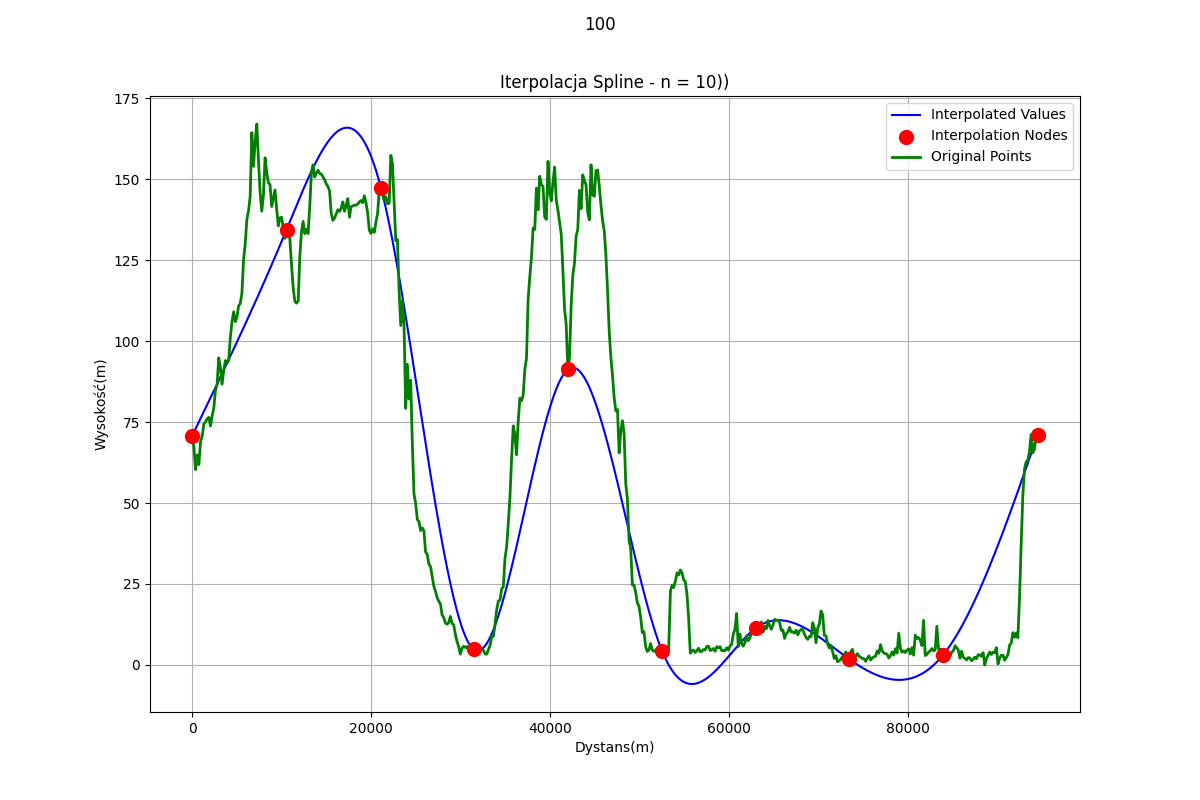 100
Iterpolacja Spline - n = 10))
Interpolated Values
Interpolation Nodes
Original Points
175
150
125
100
75
50
25
0
Wysokość(m)
0
20000
40000
60000
80000
Dystans(m)